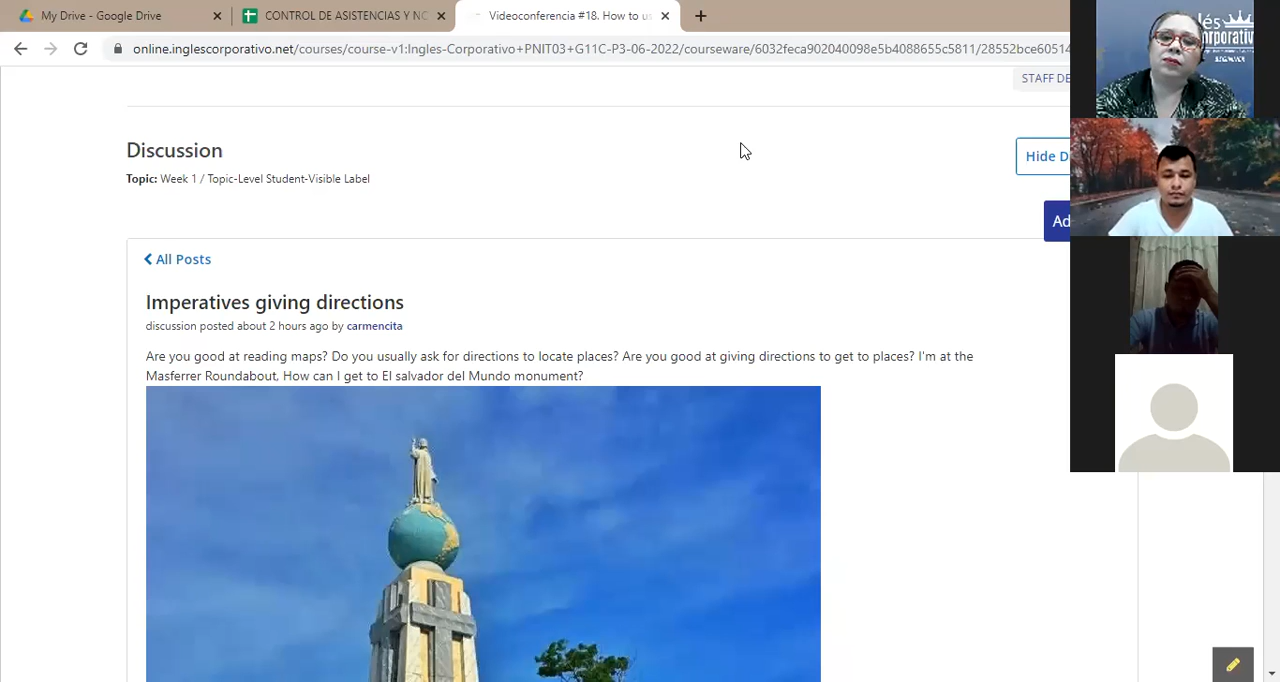 My Drive - Google Drive
CONTROL DE ASISTENCIAS Y NO
Videoconferencia #18. How to us
online.inglescorporativo.net/courses/course-v1:Ingles-Corporativo+PNIT03+G11C-P3-06-2022/courseware/6032feca902040098e5b4088655c5811/28552bce60514
STAFF DE
Discussion
Topic: Week 1 / Topic-Level Student-Visible Label
Hide D
Ad
All Posts
Imperatives giving directions
discussion posted about 2 hours ago by carmencita
Are you good at reading maps? Do you usually ask for directions to locate places? Are you good at giving directions to get to places? I'm at the
Masferrer Roundabout, How can I get to El salvador del Mundo monument?